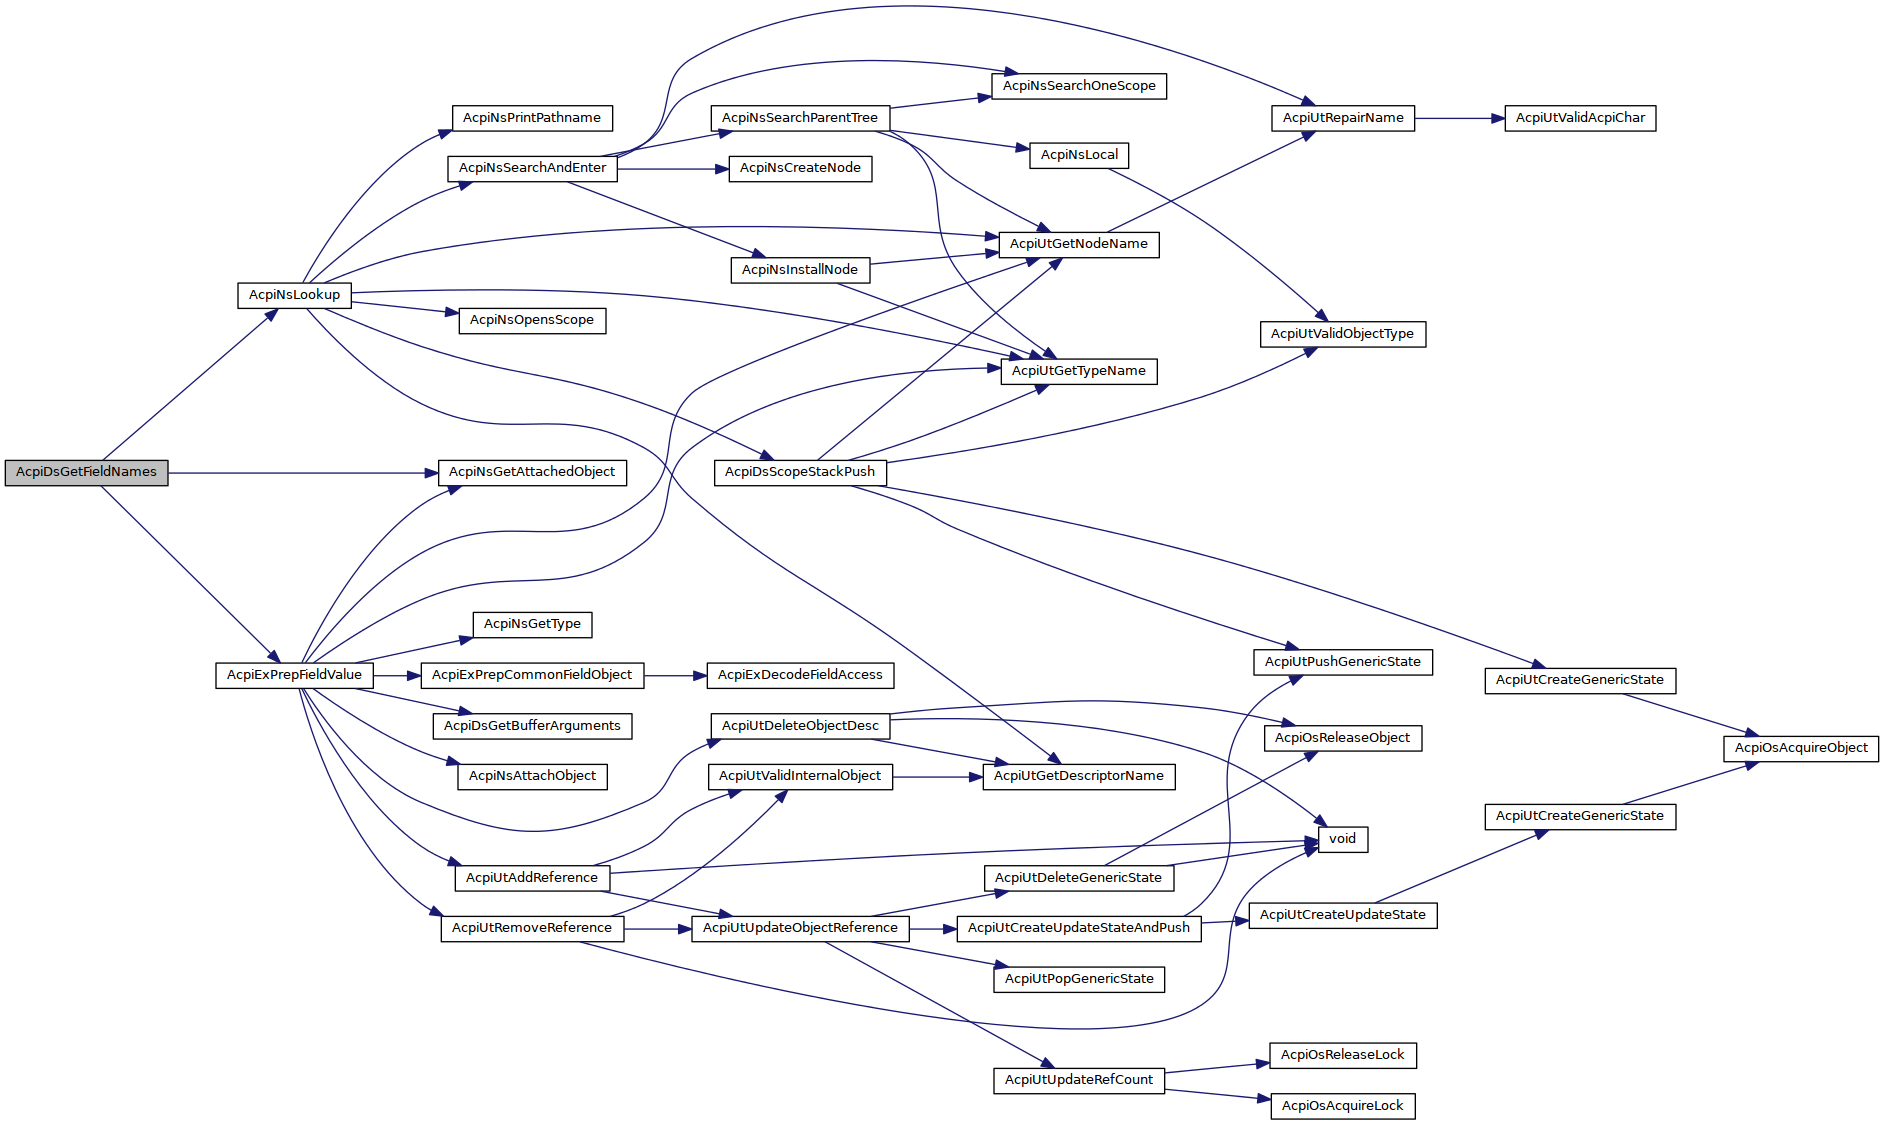 AcpiNsSearchOneScope
AcpiNsPrintPathname
AcpiNsSearchParentTree
AcpiUtRepairName
AcpiUtValidAcpiChar
AcpiNsLocal
AcpiNsSearchAndEnter
AcpiNsCreateNode
AcpiUtGetNodeName
AcpiNsInstallNode
AcpiNsLookup
AcpiNsOpensScope
AcpiUtValidObjectType
AcpiUtGetTypeName
AcpiDsGetFieldNames
AcpiNsGetAttachedObject
AcpiDsScopeStackPush
AcpiNsGetType
AcpiUtPushGenericState
AcpiExPrepFieldValue
AcpiExPrepCommonFieldObject
AcpiExDecodeFieldAccess
AcpiUtCreateGenericState
AcpiDsGetBufferArguments
AcpiUtDeleteObjectDesc
AcpiOsReleaseObject
AcpiOsAcquireObject
AcpiNsAttachObject
AcpiUtValidInternalObject
AcpiUtGetDescriptorName
AcpiUtCreateGenericState
void
AcpiUtAddReference
AcpiUtDeleteGenericState
AcpiUtCreateUpdateState
AcpiUtRemoveReference
AcpiUtUpdateObjectReference
AcpiUtCreateUpdateStateAndPush
AcpiUtPopGenericState
AcpiOsReleaseLock
AcpiUtUpdateRefCount
AcpiOsAcquireLock